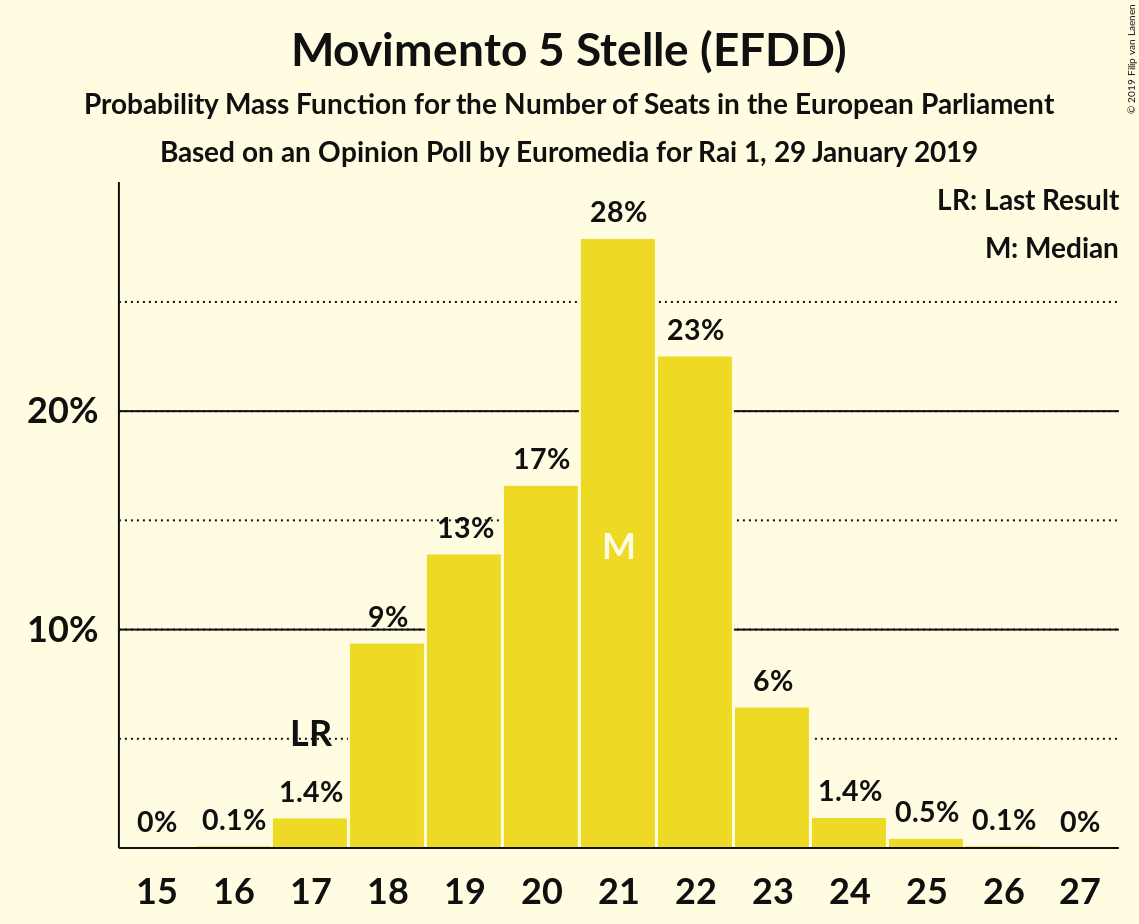 Movimento 5 Stelle (EFDD)
Probability Mass Function for the Number of Seats in the European Parliament
Based on an Opinion Poll by Euromedia for Rai 1, 29 January 2019
© 2019 Filip van Laenen
LR: Last Result
M: Median
28%
23%
20%
17%
13%
M
10%
9%
6%
LR
1.4%
1.4%
0%
0.1%
0.5%
0.1%
0%
15 16 17 18 19 20 21 22 23 24 25 26 27